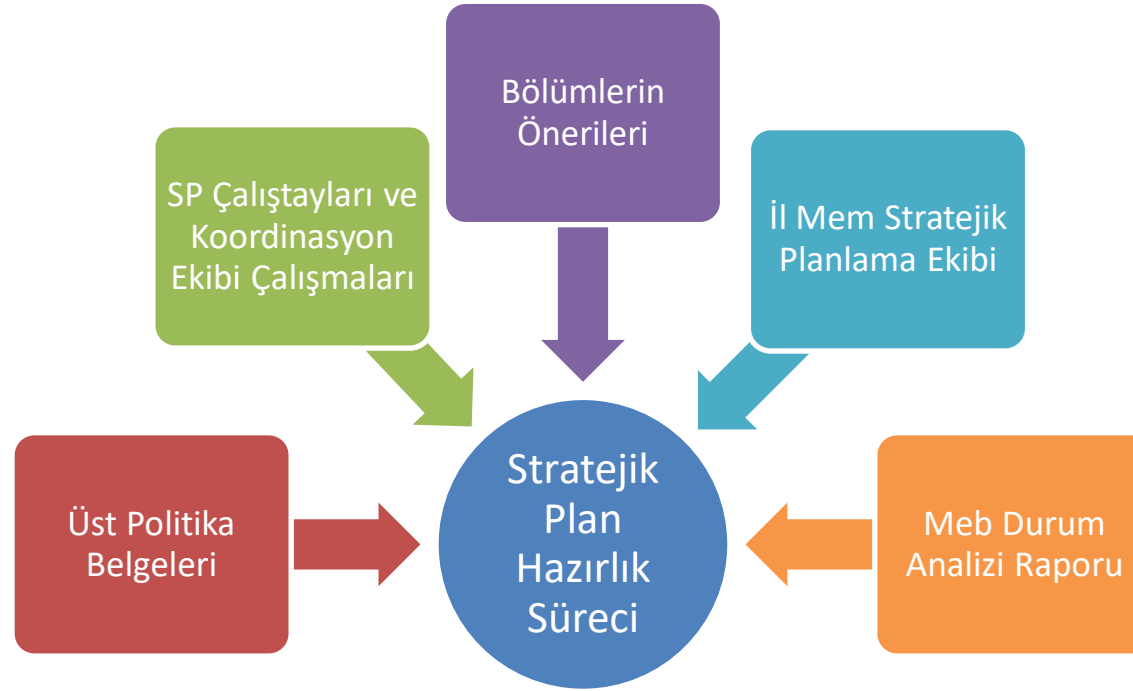 Bölümlerin
Önerileri
SP Çalıştayları ve
Koordinasyon
Ekibi Çalışmaları
İl Mem Stratejik
Planlama Ekibi
Üst Politika
Belgeleri
Stratejik
Plan
Hazırlık
Süreci
Meb Durum
Analizi Raporu